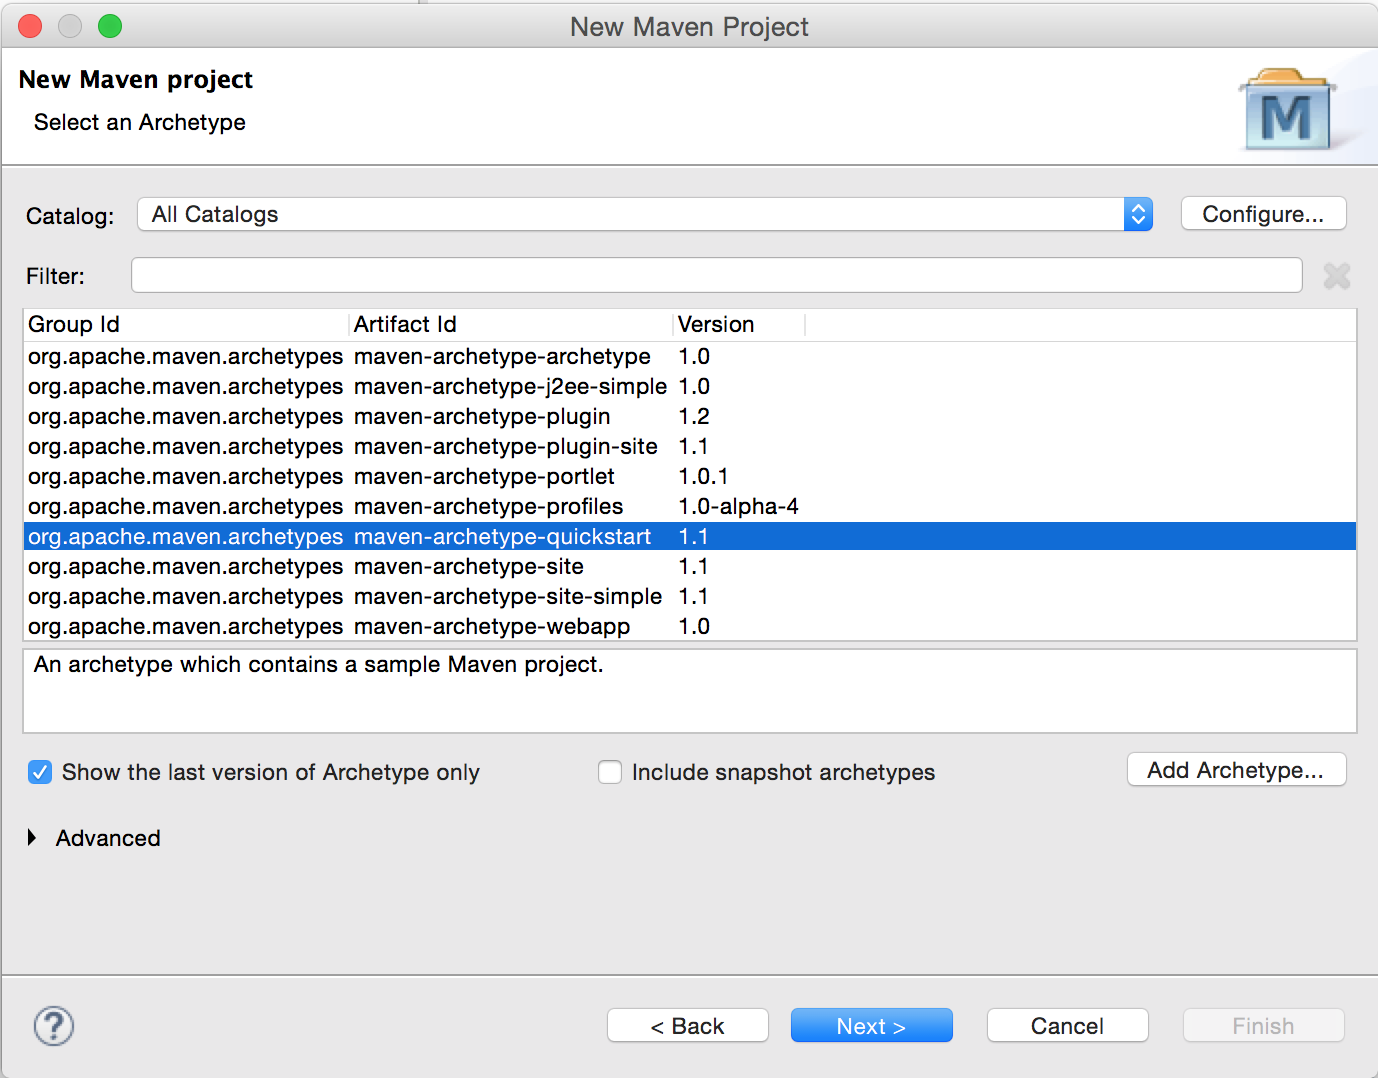 New Maven Project
New Maven project
Select an Archetype
M
Catalog: All Catalogs Configure...
Filter:
Group Id Artifact Id Version
org.apache.maven.archetypes maven-archetype-archetype 1.0
org.apache.maven.archetypes maven-archetype-j2ee-simple 1.0
org.apache.maven.archetypes maven-archetype-plugin 1.2
org.apache.maven.archetypes maven-archetype-plugin-site 1.1
org.apache.maven.archetypes maven-archetype-portlet 1.0.1
org.apache.maven.archetypes maven-archetype-profiles 1.0-alpha-4
org.apache.maven.archetypes maven-archetype-quickstart 1.1
org.apache.maven.archetypes maven-archetype-site 1.1
org.apache.maven.archetypes maven-archetype-site-simple 1.1
org.apache.maven.archetypes maven-archetype-webapp 1.0
An archetype which contains a sample Maven project.
Show the last version of Archetype only Include snapshot archetypes Add Archetype...
Advanced
? < Back Next > Cancel Finish